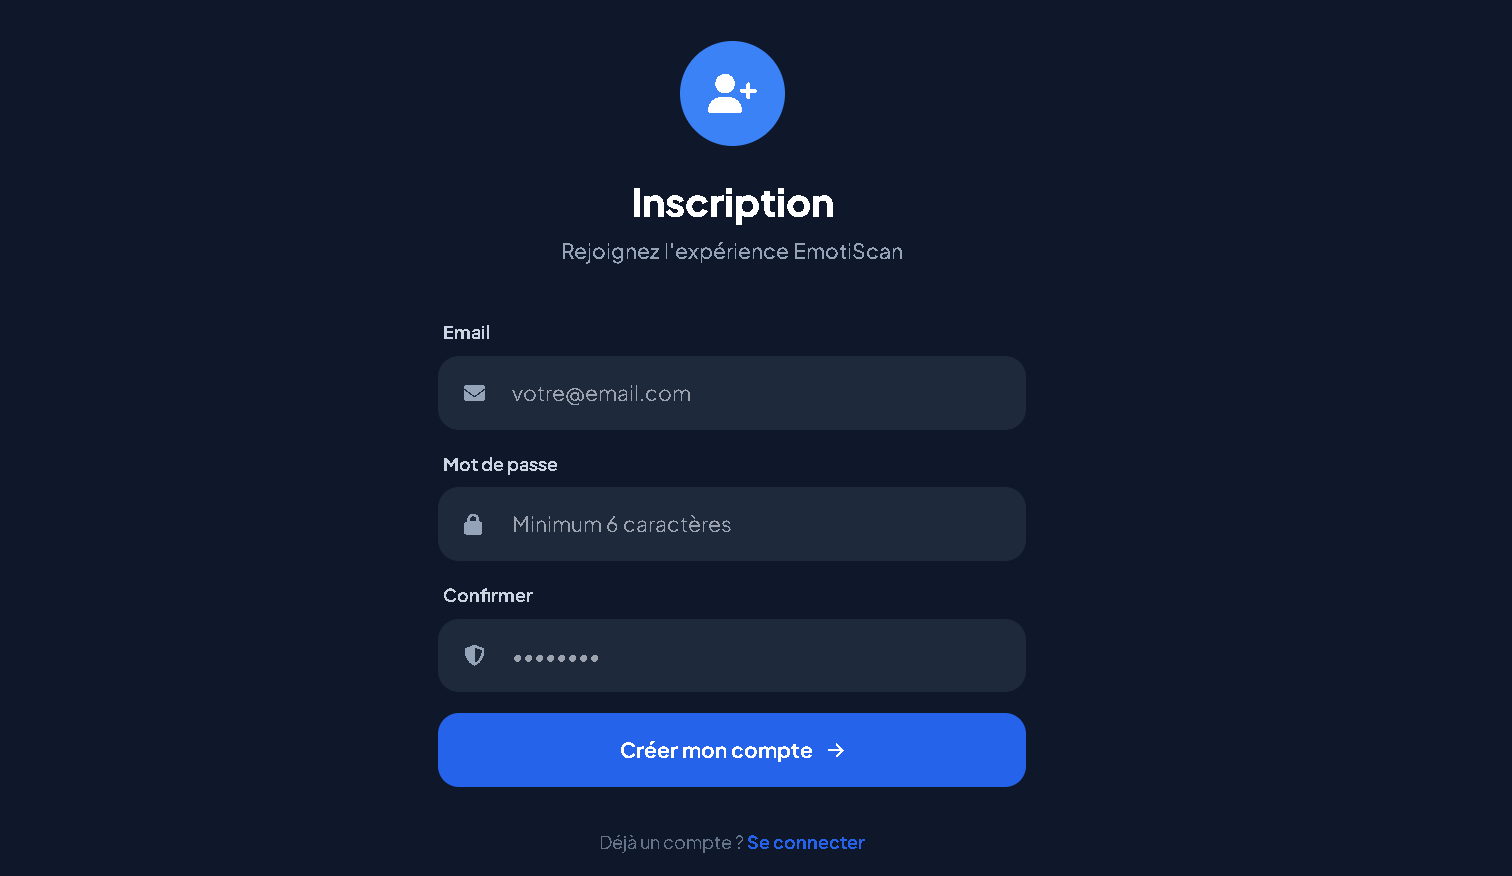 Inscription
Rejoignez l'expérience EmotiScan
Email
votre@email.com
Mot de passe
Minimum 6 caractères
Confirmer
••••••••
Créer mon compte →
Déjà un compte ? Se connecter